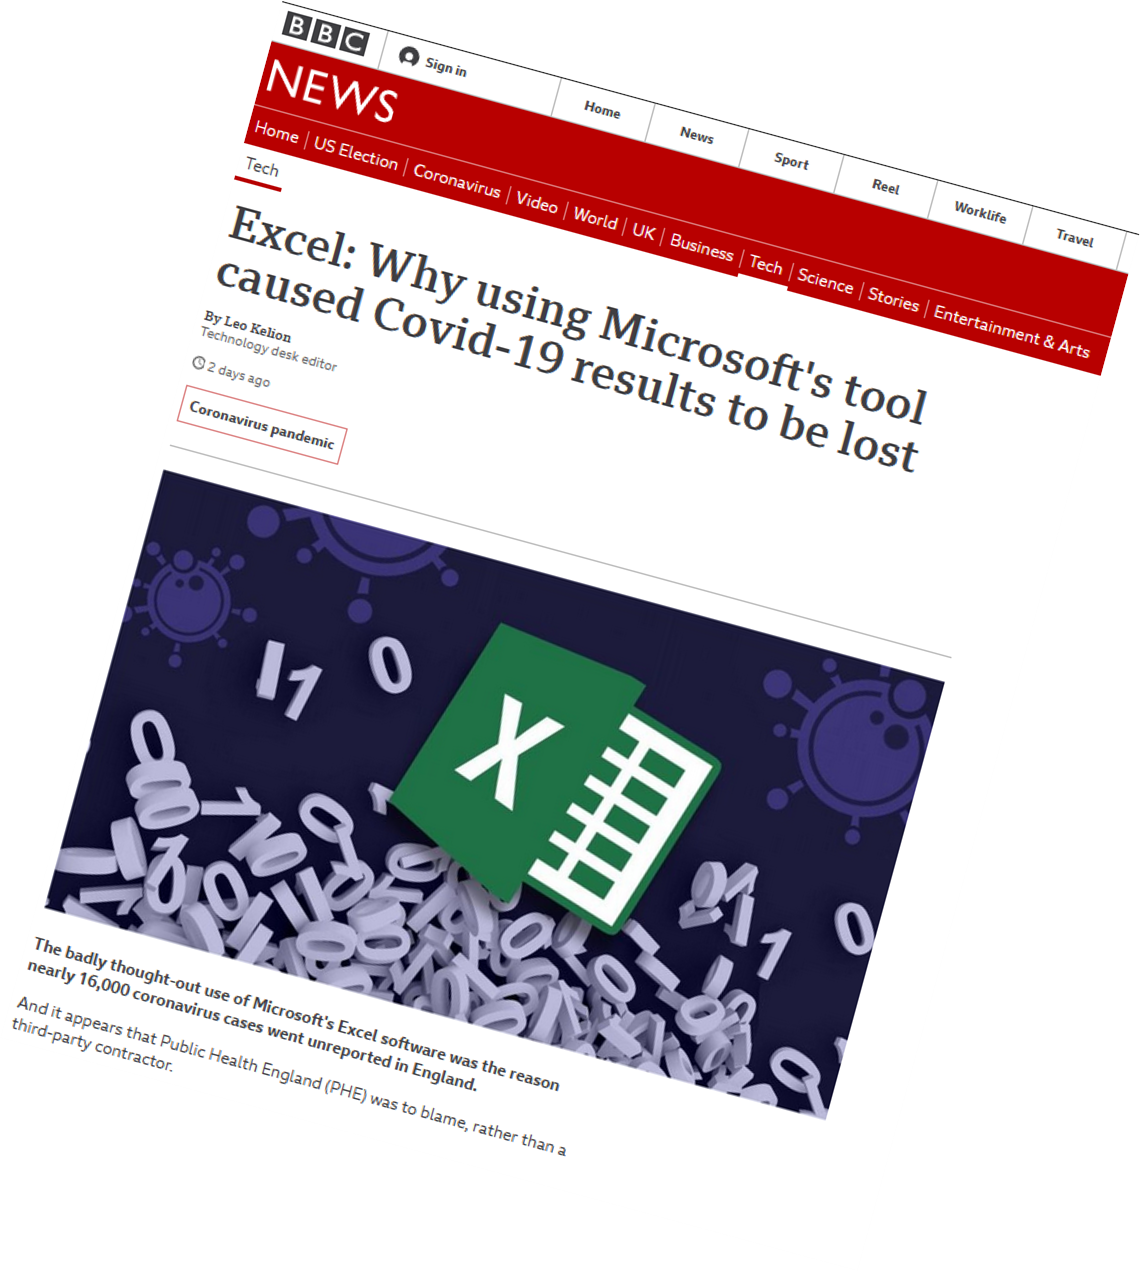 BBC
Sign in
Home
News
Sport
Reel
Worklife
Travel
NEWS
Home
US Election
Coronavirus
Video
World
UK
Business
Tech
Science
Stories
Entertainment & Arts
Tech
Excel: Why using Microsoft's tool
caused Covid-19 results to be lost
By Leo Kelion
Technology desk editor
2 days ago
Coronavirus pandemic
X
The badly thought-out use of Microsoft's Excel software was the reason
nearly 16,000 coronavirus cases went unreported in England.
And it appears that Public Health England (PHE) was to blame, rather than a
third-party contractor.